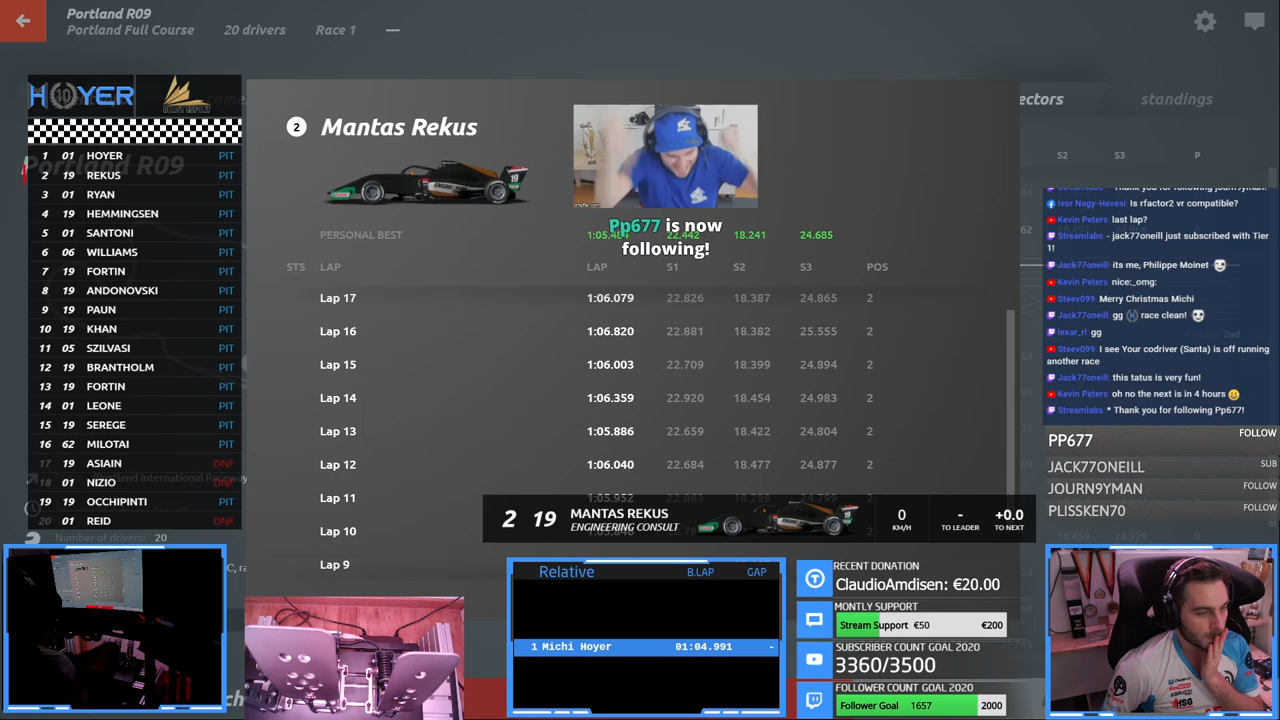 Portland R09
Portland Full Course 20 drivers Race 1 ---
HOYER
1 01 HOYER PIT
2 19 REKUS PIT
3 01 RYAN PIT
4 19 HEMMINGSEN PIT
5 01 SANTONI PIT
6 06 WILLIAMS PIT
7 19 FORTIN PIT
8 19 ANDONOVSKI PIT
9 19 PAUN PIT
10 19 KHAN PIT
11 05 SZILVASI PIT
12 19 BRANTHOLM PIT
13 19 FORTIN PIT
14 01 LEONE PIT
15 19 SEREGE PIT
16 62 MILOTAI PIT
17 19 ASIAIN DNF
18 01 NIZIO DNF
19 19 OCCHIPINTI PIT
20 01 REID DNF
Portland R09
Number of drivers: 20
2 Mantas Rekus
Pp677 is now
following!
PERSONAL BEST 18.241 24.685
STS LAP LAP S1 S2 S3 POS
Lap 17 1:06.079 22.826 18.387 24.865 2
Lap 16 1:06.820 22.881 18.382 25.555 2
Lap 15 1:06.003 22.709 18.399 24.894 2
Lap 14 1:06.359 22.920 18.454 24.983 2
Lap 13 1:05.886 22.659 18.422 24.804 2
Lap 12 1:06.040 22.684 18.477 24.877 2
Lap 11
Lap 10
Lap 9
2 19 MANTAS REKUS
ENGINEERING CONSULT
0 - +0.0
KM/H TO LEADER TO NEXT
Relative B.LAP GAP
1 Michi Hoyer 01:04.991 -
RECENT DONATION
ClaudioAmdisen: €20.00
MONTLY SUPPORT
Stream Support €50 €200
SUBSCRIBER COUNT GOAL 2020
3360/3500
FOLLOWER COUNT GOAL 2020
Follower Goal 1657 2000
ectors standings
S2 S3 P
Streamlabs: * Thank you for following journ9yman!
Ivor Nagy-Hevesi: Is rfactor2 vr compatible?
Kevin Peters: last lap?
Streamlabs: - jack77oneill just subscribed with Tier
1!
Jack77oneill: its me, Philippe Moinet
Kevin Peters: nice:_omg:
Steev099: Merry Christmas Michi
Jack77oneill: gg race clean!
lexar_rl: gg
Steev099: I see Your codriver (Santa) is off running
another race
Jack77oneill: this tatus is very fun!
Kevin Peters: oh no the next is in 4 hours
Streamlabs: * Thank you for following Pp677!
PP677 FOLLOW
JACK77ONEILL SUB
JOURN9YMAN FOLLOW
PLISSKEN70 FOLLOW